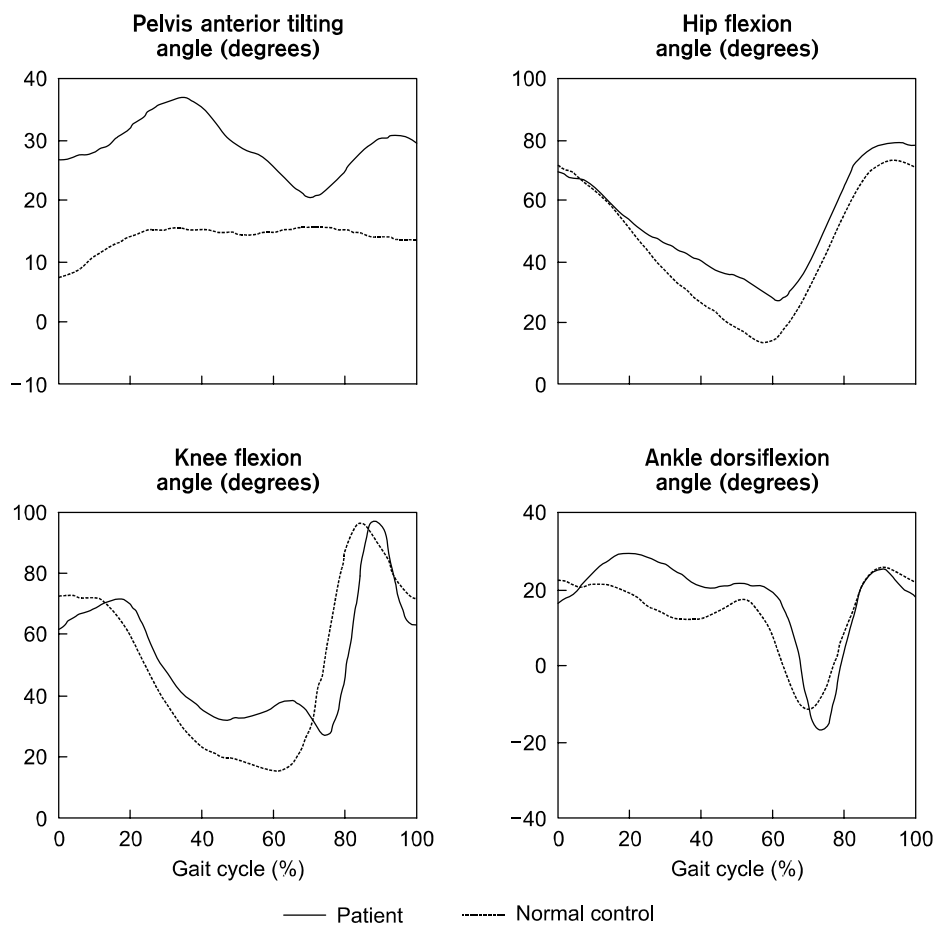 Pelvis anterior tilting
angle (degrees)
40
30
20
10
0
−10
Hip flexion
angle (degrees)
100
80
60
40
20
0
Knee flexion
angle (degrees)
100
80
60
40
20
0
0 20 40 60 80 100
Gait cycle (%)
Ankle dorsiflexion
angle (degrees)
40
20
0
−20
−40
0 20 40 60 80 100
Gait cycle (%)
Patient
Normal control